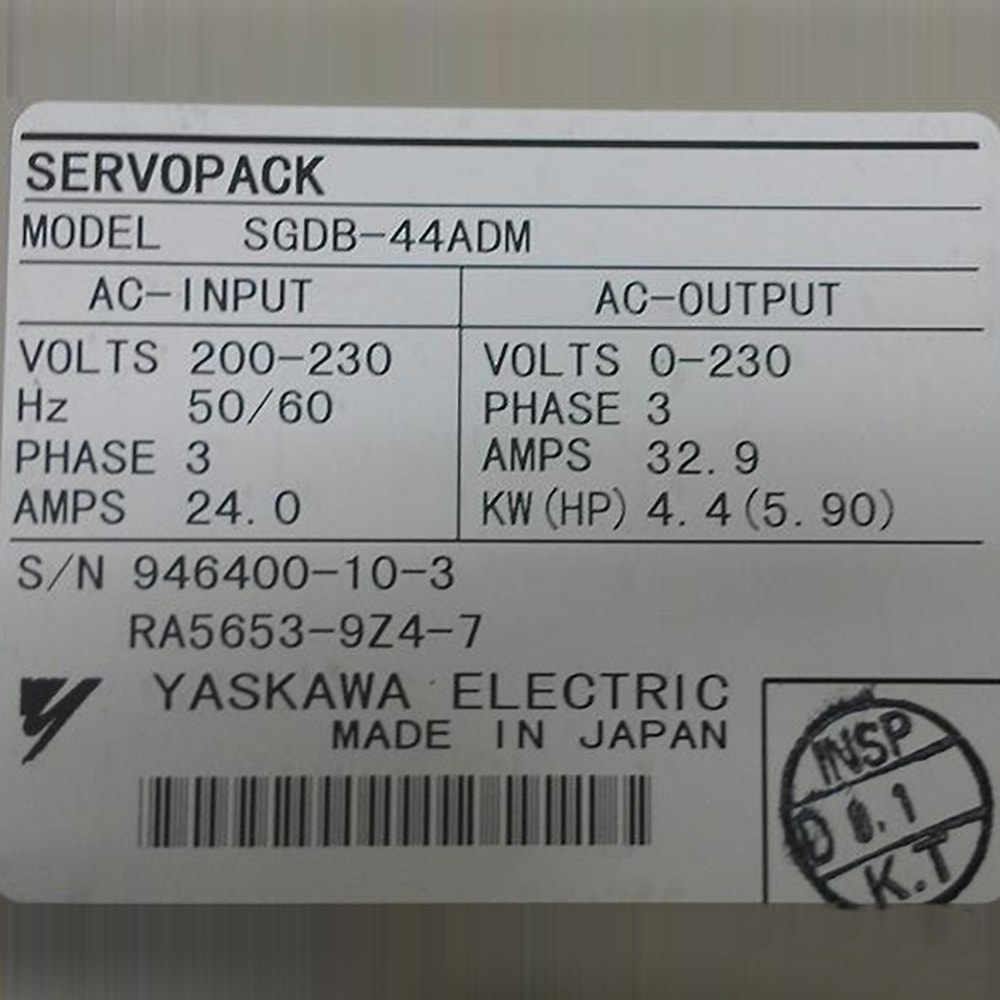 SERVOPACK
MODEL SGDB-44ADM
AC-INPUT AC-OUTPUT
VOLTS 200-230 VOLTS 0-230
Hz 50/60 PHASE 3
PHASE 3 AMPS 32.9
AMPS 24.0 KW(HP) 4.4(5.90)
S/N 946400-10-3
RA5653-9Z4-7
YASKAWA ELECTRIC
MADE IN JAPAN
INSP
K.T